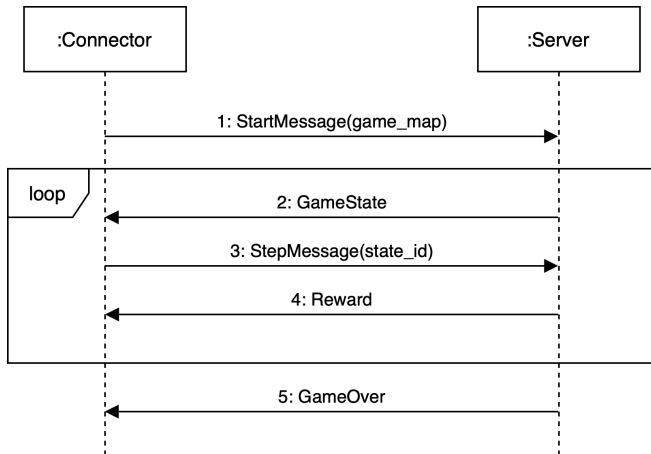 :Connector
:Server
1: StartMessage(game_map)
loop
2: GameState
3: StepMessage(state_id)
4: Reward
5: GameOver